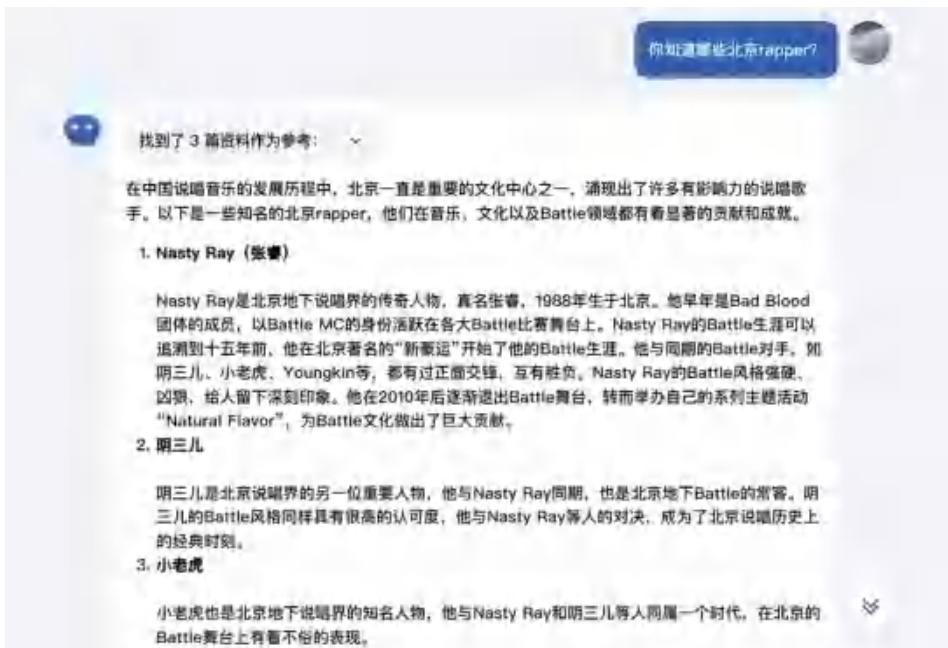 你知道哪些北京rapper?
找到了 3 篇资料作为参考:
在中国说唱音乐的发展历程中，北京一直是重要的文化中心之一，涌现出了许多有影响力的说唱歌
手。以下是一些知名的北京rapper，他们在音乐、文化以及Battle领域都有着显著的贡献和成就。
1. Nasty Ray（张睿）
Nasty Ray是北京地下说唱界的传奇人物，真名张睿，1988年生于北京。他早年是Bad Blood
团体的成员，以Battle MC的身份活跃在各大Battle比赛舞台上。Nasty Ray的Battle生涯可以
追溯到十五年前，他在北京著名的“新豪运”开始了他的Battle生涯。他与同期的Battle对手，如
阴三儿、小老虎、Youngkin等，都有过正面交锋，互有胜负。Nasty Ray的Battle风格强硬、
凶狠，给人留下深刻印象。他在2010年后逐渐退出Battle舞台，转而举办自己的系列主题活动
“Natural Flavor”，为Battle文化做出了巨大贡献。
2. 阴三儿
阴三儿是北京说唱界的另一位重要人物，他与Nasty Ray同期，也是北京地下Battle的常客。阴
三儿的Battle风格同样具有很高的认可度，他与Nasty Ray等人的对决，成为了北京说唱历史上
的经典时刻。
3. 小老虎
小老虎也是北京地下说唱界的知名人物，他与Nasty Ray和阴三儿等人同属一个时代，在北京的
Battle舞台上有着不俗的表现。